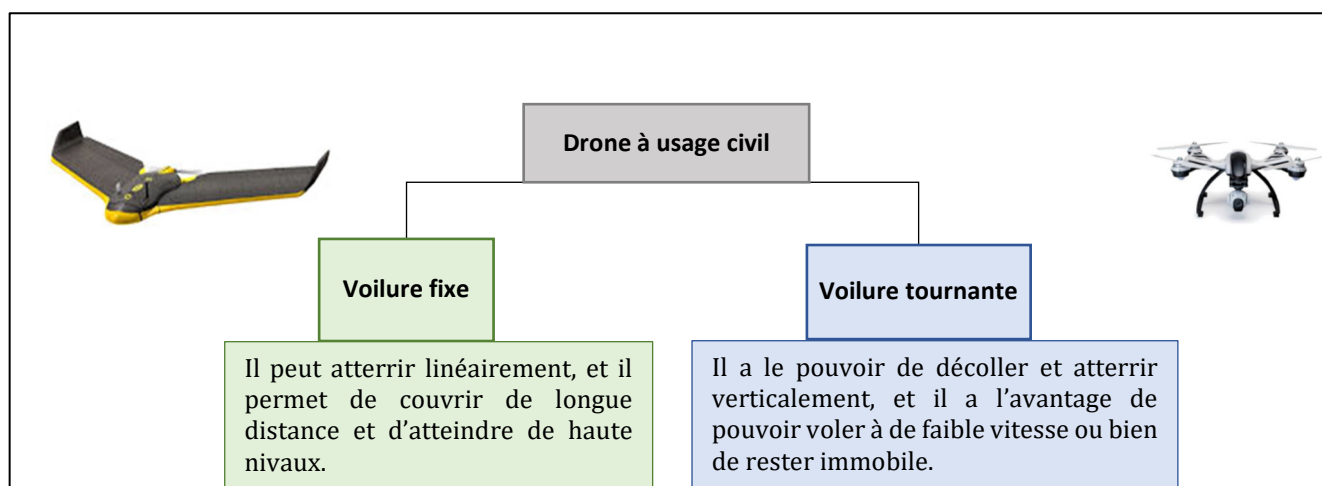 Drone à usage civil
Voilure fixe
Voilure tournante
Il peut atterrir linéairement, et il
permet de couvrir de longue
distance et d’atteindre de haute
nivaux.
Il a le pouvoir de décoller et atterrir
verticalement, et il a l’avantage de
pouvoir voler à de faible vitesse ou bien
de rester immobile.